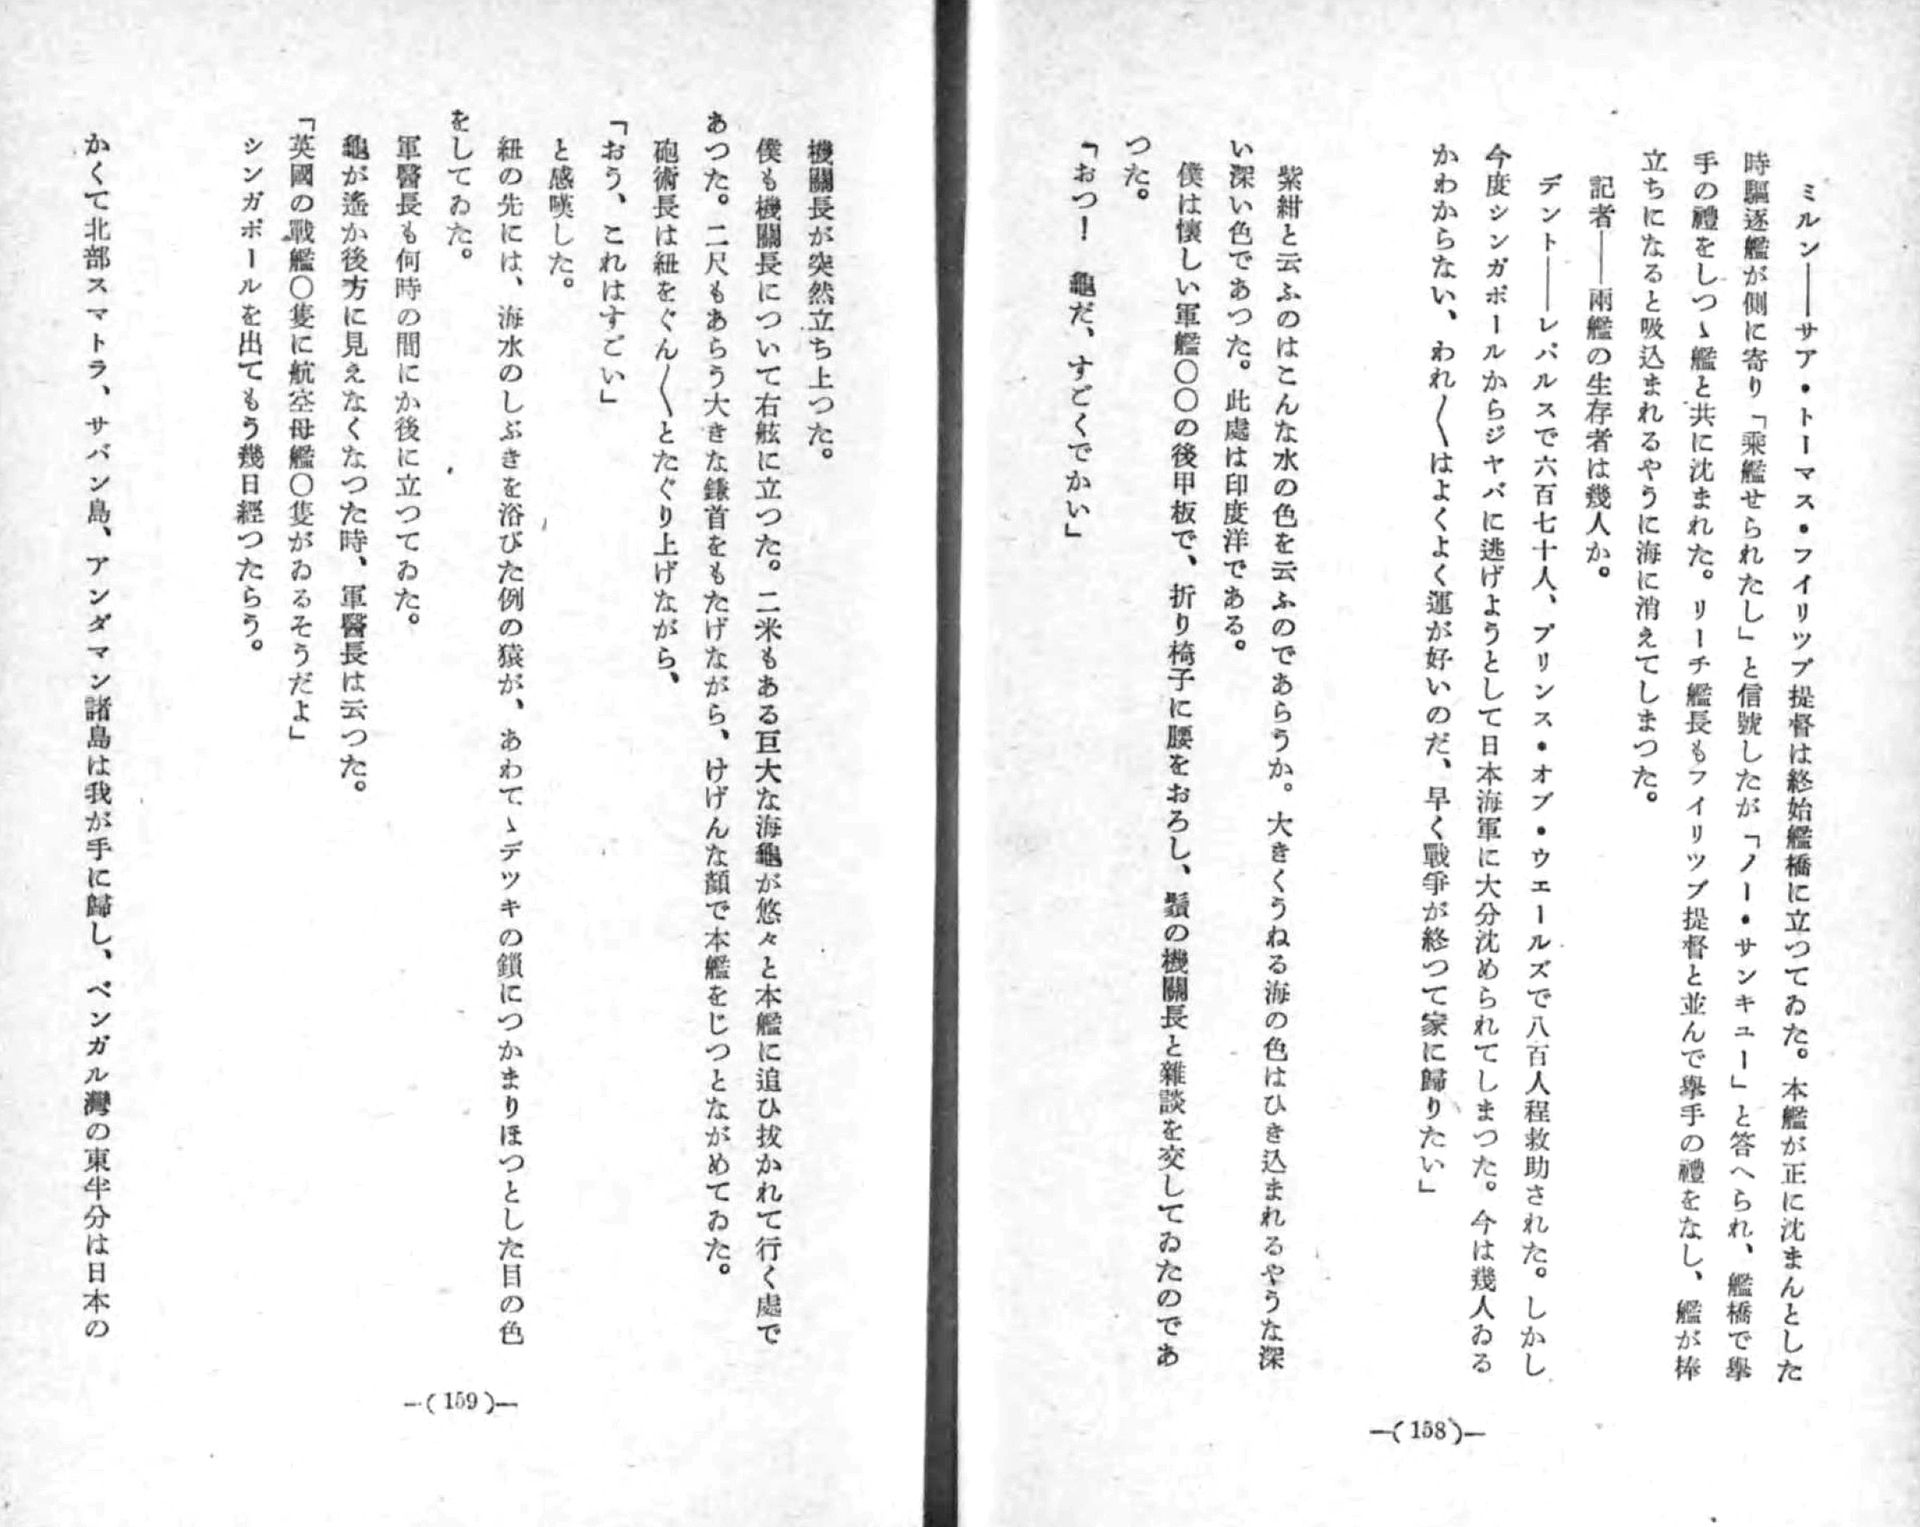 ミルン――サア・トーマス・フイリツプ提督は終始艦橋に立つてゐた。本艦が正に沈まんとした
時驅逐艦が側に寄り「乘艦せられたし」と信號したが「ノー・サンキユー」と答へられ、艦橋で擧
手の禮をしつゝ艦と共に沈まれた。リーチ艦長もフイリツプ提督と並んで擧手の禮をなし、艦が棒
立ちになると吸込まれるやうに海に消えてしまつた。
記者――兩艦の生存者は幾人か。
デント――レパルスで六百七十人、プリンス・オブ・ウエールズで八百人程救助された。しかし
今度シンガポールからジヤバに逃げようとして日本海軍に大分沈められてしまつた。今は幾人ゐる
かわからない、われ〳〵はよくよく運が好いのだ、早く戰爭が終つて家に歸りたい」
紫紺と云ふのはこんな水の色を云ふのであらうか。大きくうねる海の色はひき込まれるやうな深
い深い色であつた。此處は印度洋である。
僕は懷しい軍艦〇〇の後甲板で、折り椅子に腰をおろし、鬚の機關長と雜談を交してゐたのであ
つた。
「おつ！　龜だ、すごくでかい」
―(158)―
機關長が突然立ち上つた。
僕も機關長について右舷に立つた。二米もある巨大な海龜が悠々と本艦に追ひ拔かれて行く處で
あつた。二尺もあらう大きな鎌首をもたげながら、けげんな顏で本艦をじつとながめてゐた。
砲術長は紐をぐん〳〵とたぐり上げながら、
「おう、これはすごい」
と感嘆した。
紐の先には、海水のしぶきを浴びた例の猿が、あわてゝデツキの鎖につかまりほつとした目の色
をしてゐた。
軍醫長も何時の間にか後に立つてゐた。
龜が遙か後方に見えなくなつた時、軍醫長は云つた。
「英國の戰艦〇隻に航空母艦〇隻がゐるそうだよ」
シンガポールを出てもう幾日經つたらう。
かくて北部スマトラ、サバン島、アンダマン諸島は我が手に歸し、ベンガル灣の東半分は日本の
―(159)―